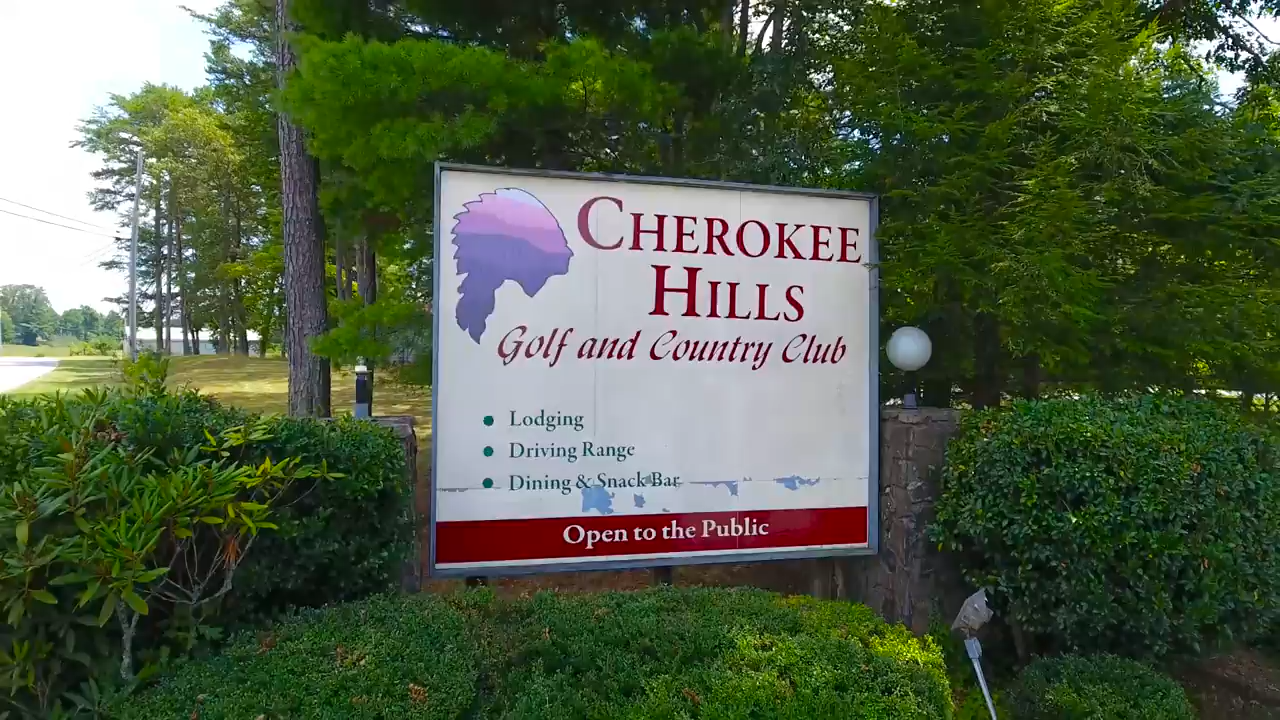 CHEROKEE
HILLS
Golf and Country Club
• Lodging
• Driving Range
• Dining & Snack Bar
Open to the Public